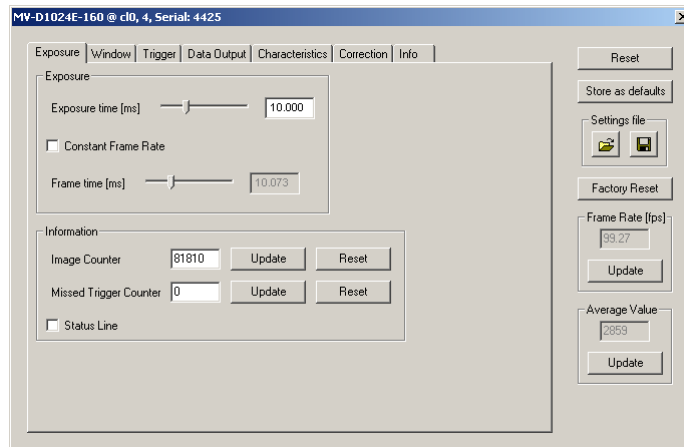 MV-D1024E-160 @ cl0, 4, Serial: 4425
Exposure Window Trigger Data Output Characteristics Correction Info
Exposure
Exposure time [ms] 10.000
Constant Frame Rate
Frame time [ms] 10.073
Information
Image Counter 81810 Update Reset
Missed Trigger Counter 0 Update Reset
Status Line
Reset
Store as defaults
Settings file
Factory Reset
Frame Rate [fps]
99.27
Update
Average Value
2859
Update